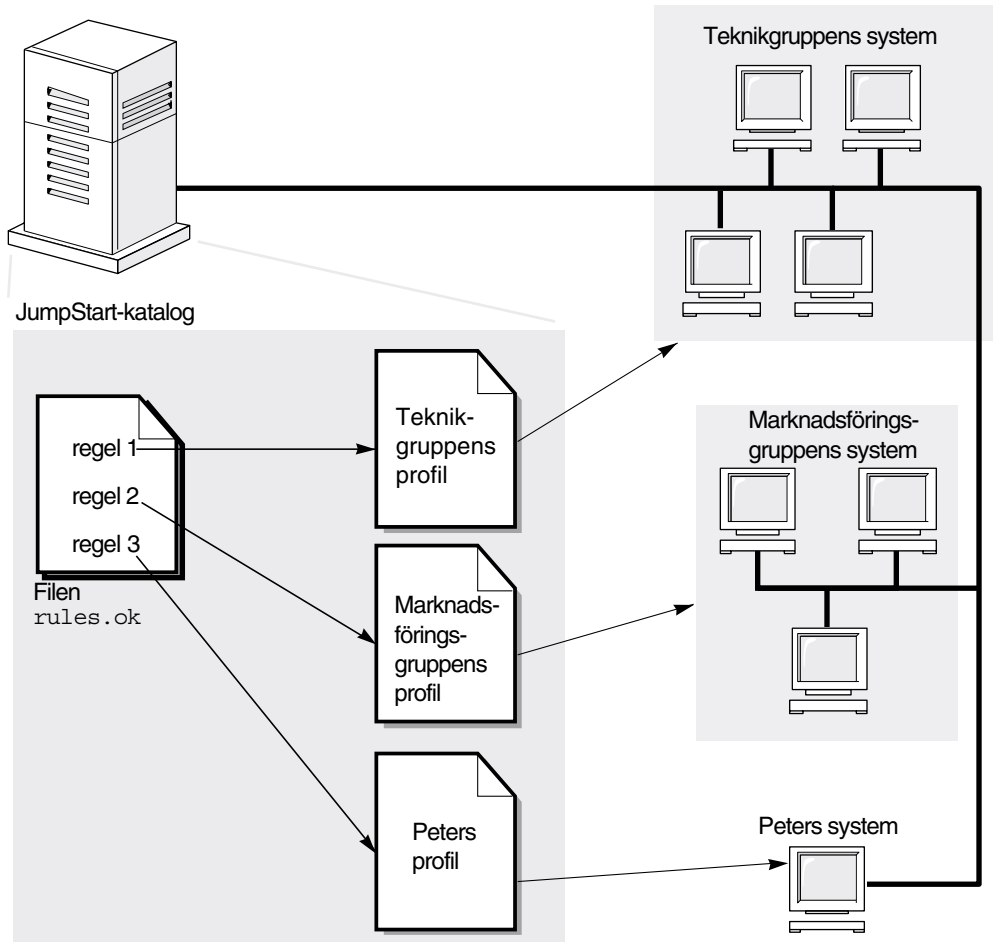 Teknikgruppens system
JumpStart-katalog
regel 1
regel 2
regel 3
Filen
rules.ok
Teknik-
gruppens
profil
Marknads-
förings-
gruppens
profil
Peters
profil
Marknadsförings-
gruppens system
Peters system